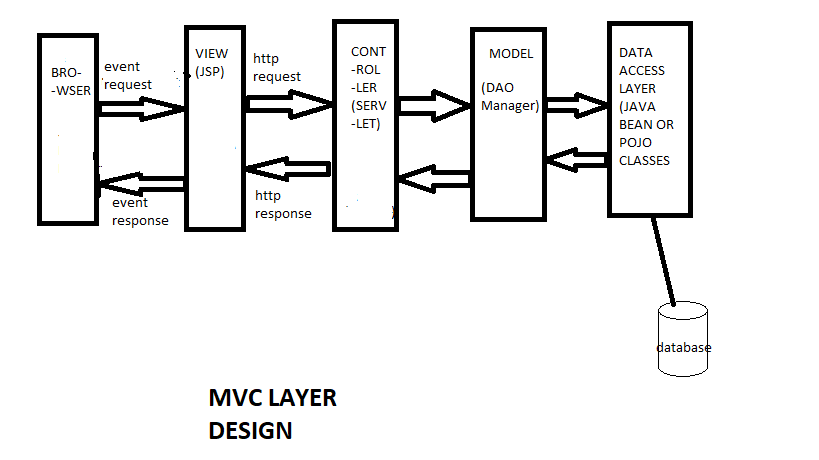 BRO-
-WSER
event
request
event
response
VIEW
(JSP)
http
request
http
response
CONT
-ROL
-LER
(SERV
-LET)
MODEL
(DAO
Manager)
DATA
ACCESS
LAYER
(JAVA
BEAN OR
POJO
CLASSES
database
MVC LAYER
DESIGN